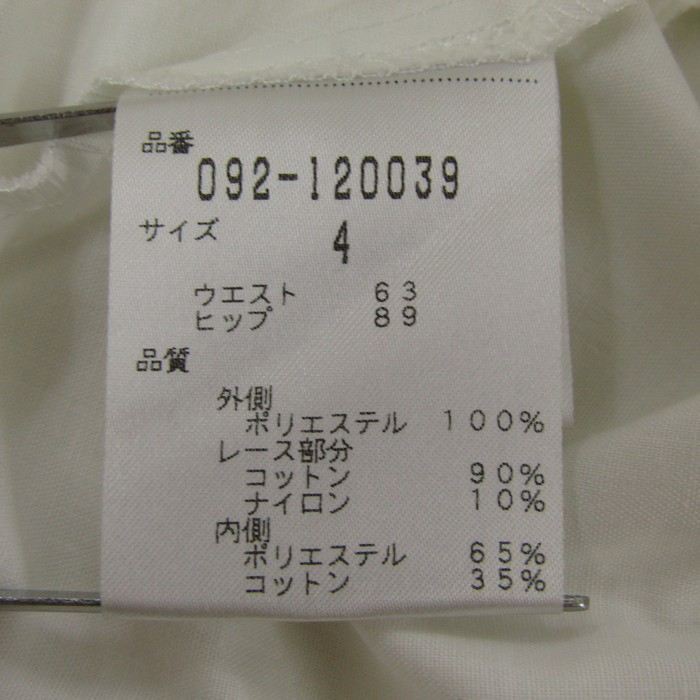 品番
092-120039
サイズ 4
ウエスト 63
ヒップ 89
品質
外側
ポリエステル 100%
レース部分
コットン 90%
ナイロン 10%
内側
ポリエステル 65%
コットン 35%